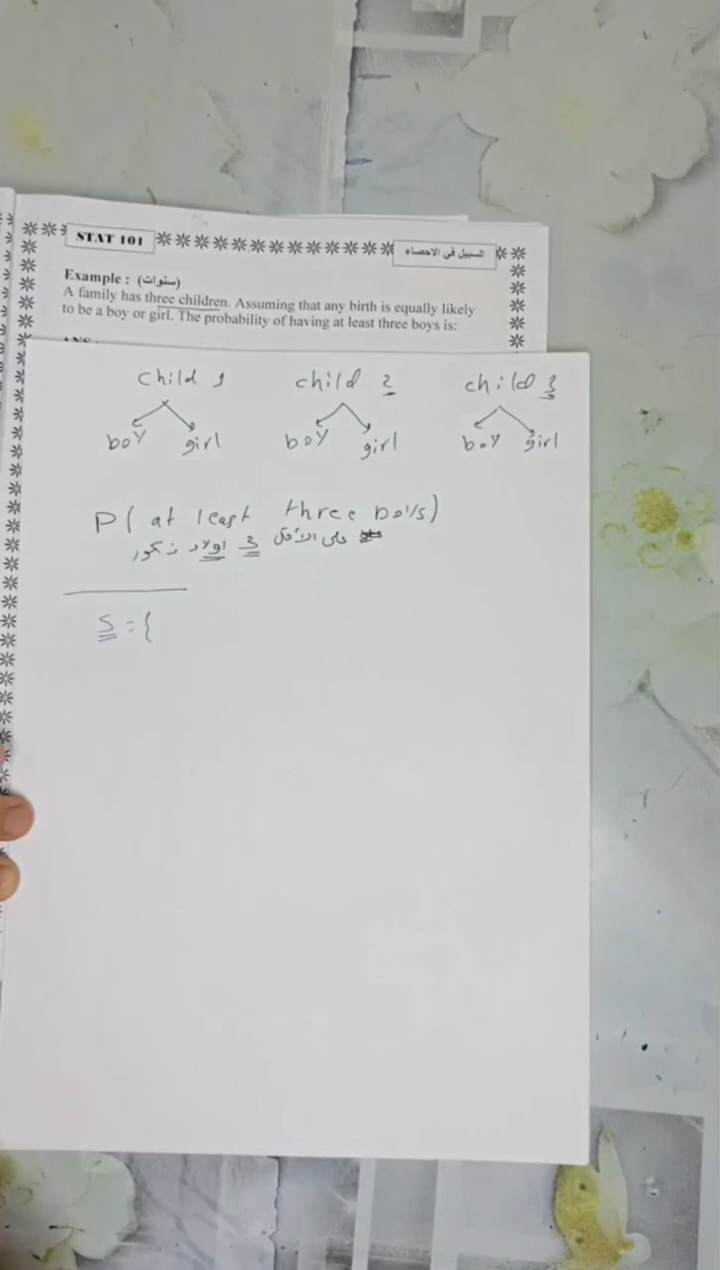 STAT 101
السبيل في الاحصاء
Example : (سنوات)
A family has three children. Assuming that any birth is equally likely
to be a boy or girl. The probability of having at least three boys is:
child 1 child 2 child 3
boy girl boy girl boy girl
P( at least three boys)
على الأقل 3 اولاد ذكور
S = {